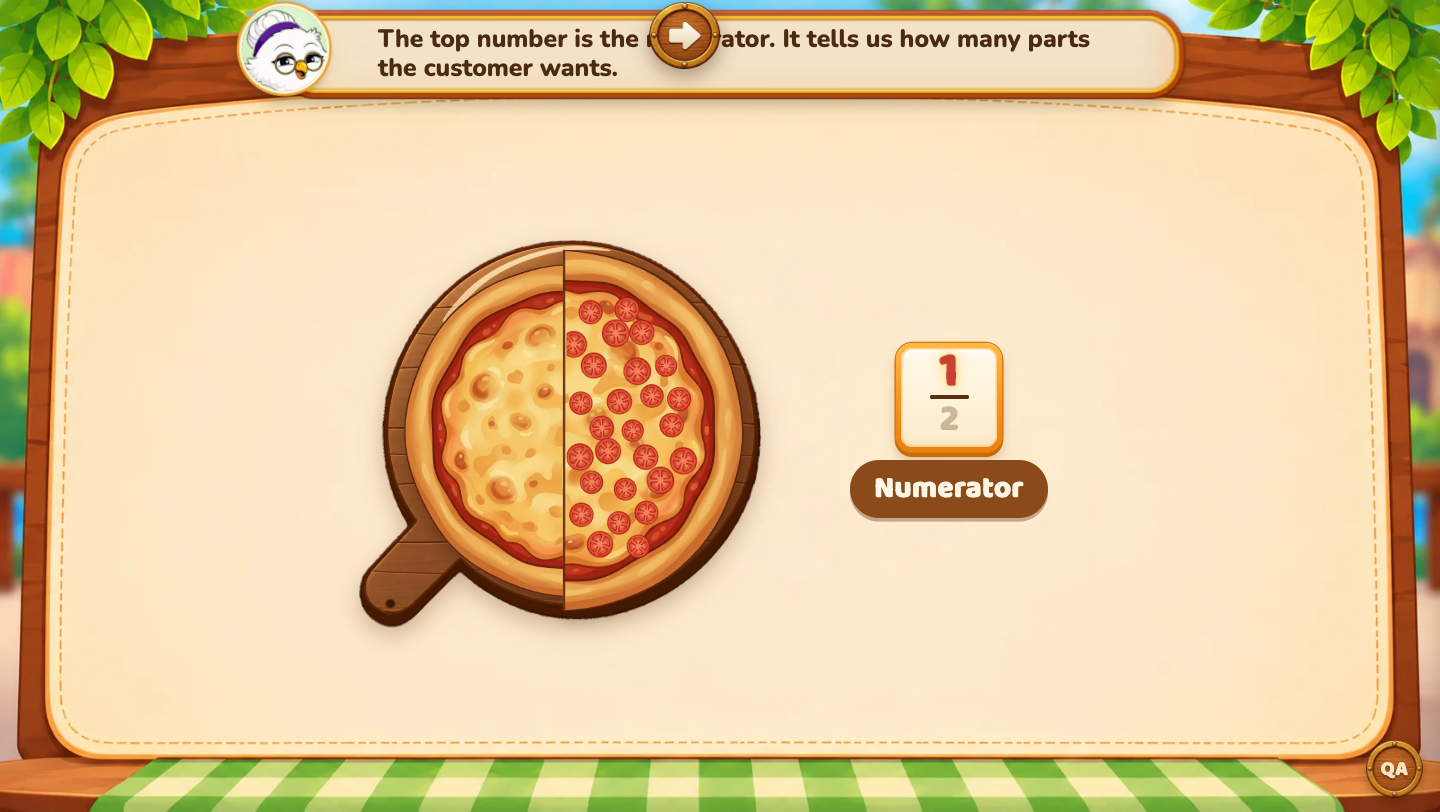 The top number is the ator. It tells us how many parts
the customer wants.
1
2
Numerator
QA